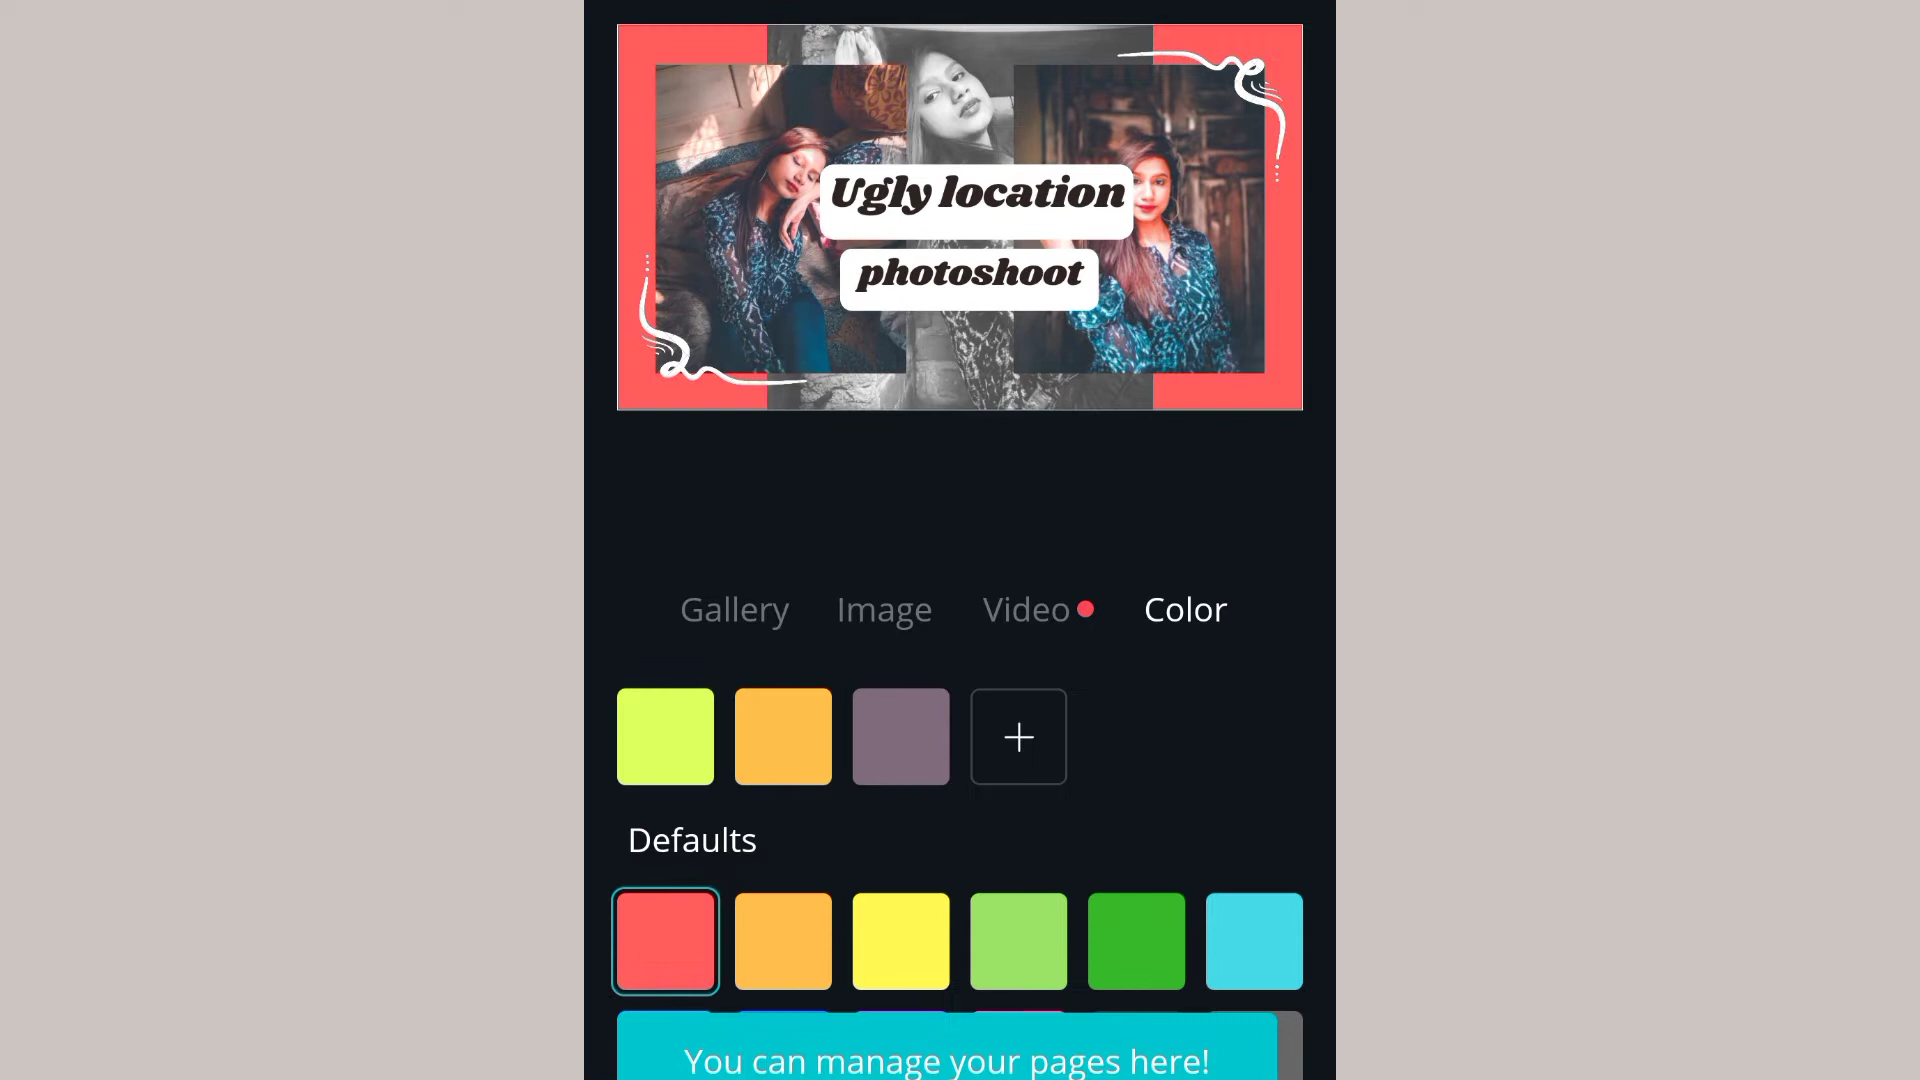 Ugly location
photoshoot
Gallery Image Video Color
Defaults
You can manage your pages here!